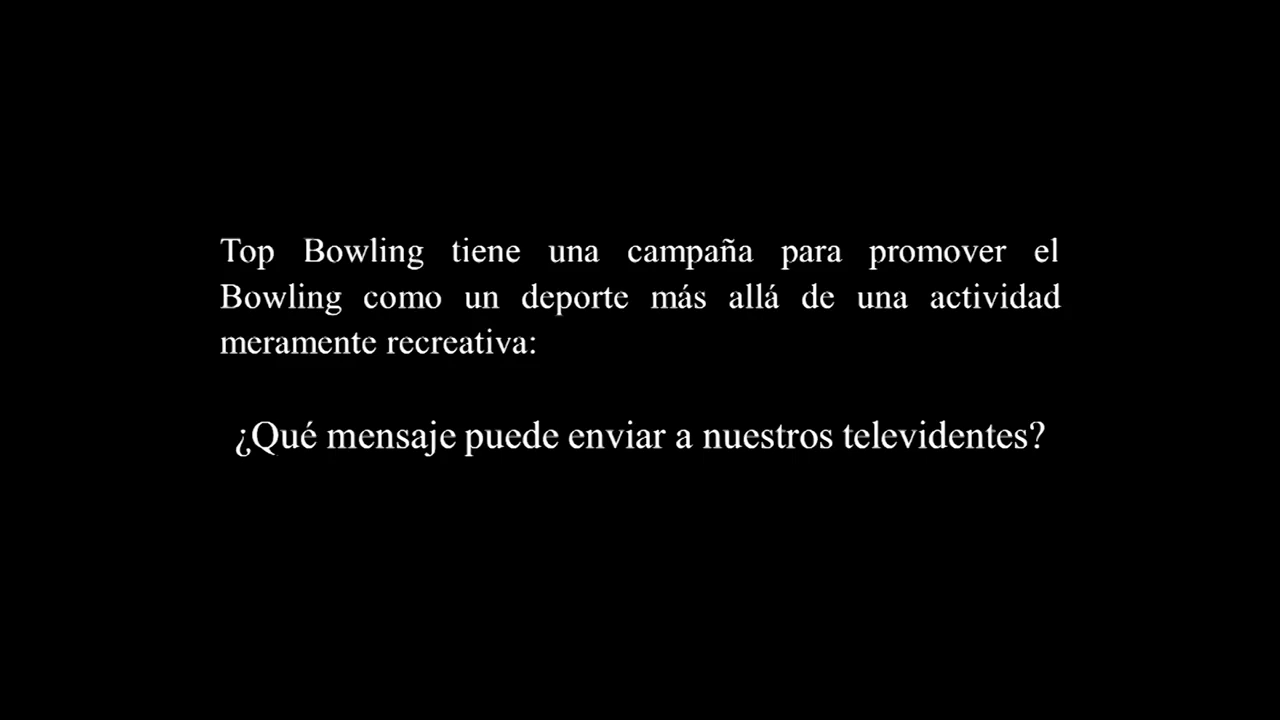 Top Bowling tiene una campaña para promover el
Bowling como un deporte más allá de una actividad
meramente recreativa:
¿Qué mensaje puede enviar a nuestros televidentes?